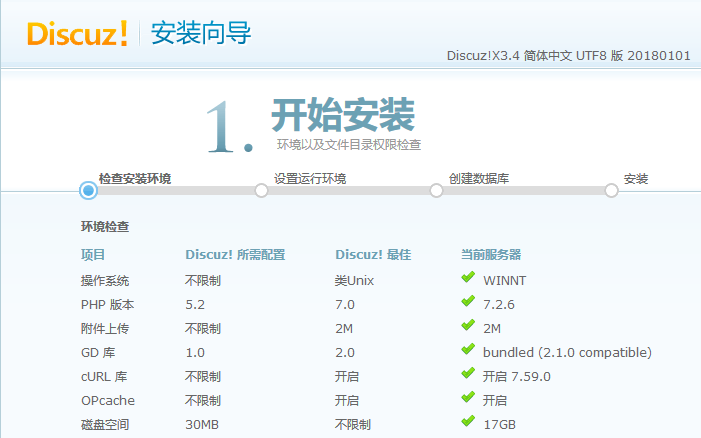 Discuz! 安装向导
Discuz!X3.4 简体中文 UTF8 版 20180101
1. 开始安装
环境以及文件目录权限检查
检查安装环境 设置运行环境 创建数据库 安装
环境检查
项目 Discuz! 所需配置 Discuz! 最佳 当前服务器
操作系统 不限制 类Unix WINNT
PHP 版本 5.2 7.0 7.2.6
附件上传 不限制 2M 2M
GD 库 1.0 2.0 bundled (2.1.0 compatible)
cURL 库 不限制 开启 开启 7.59.0
OPcache 不限制 开启 开启
磁盘空间 30MB 不限制 17GB